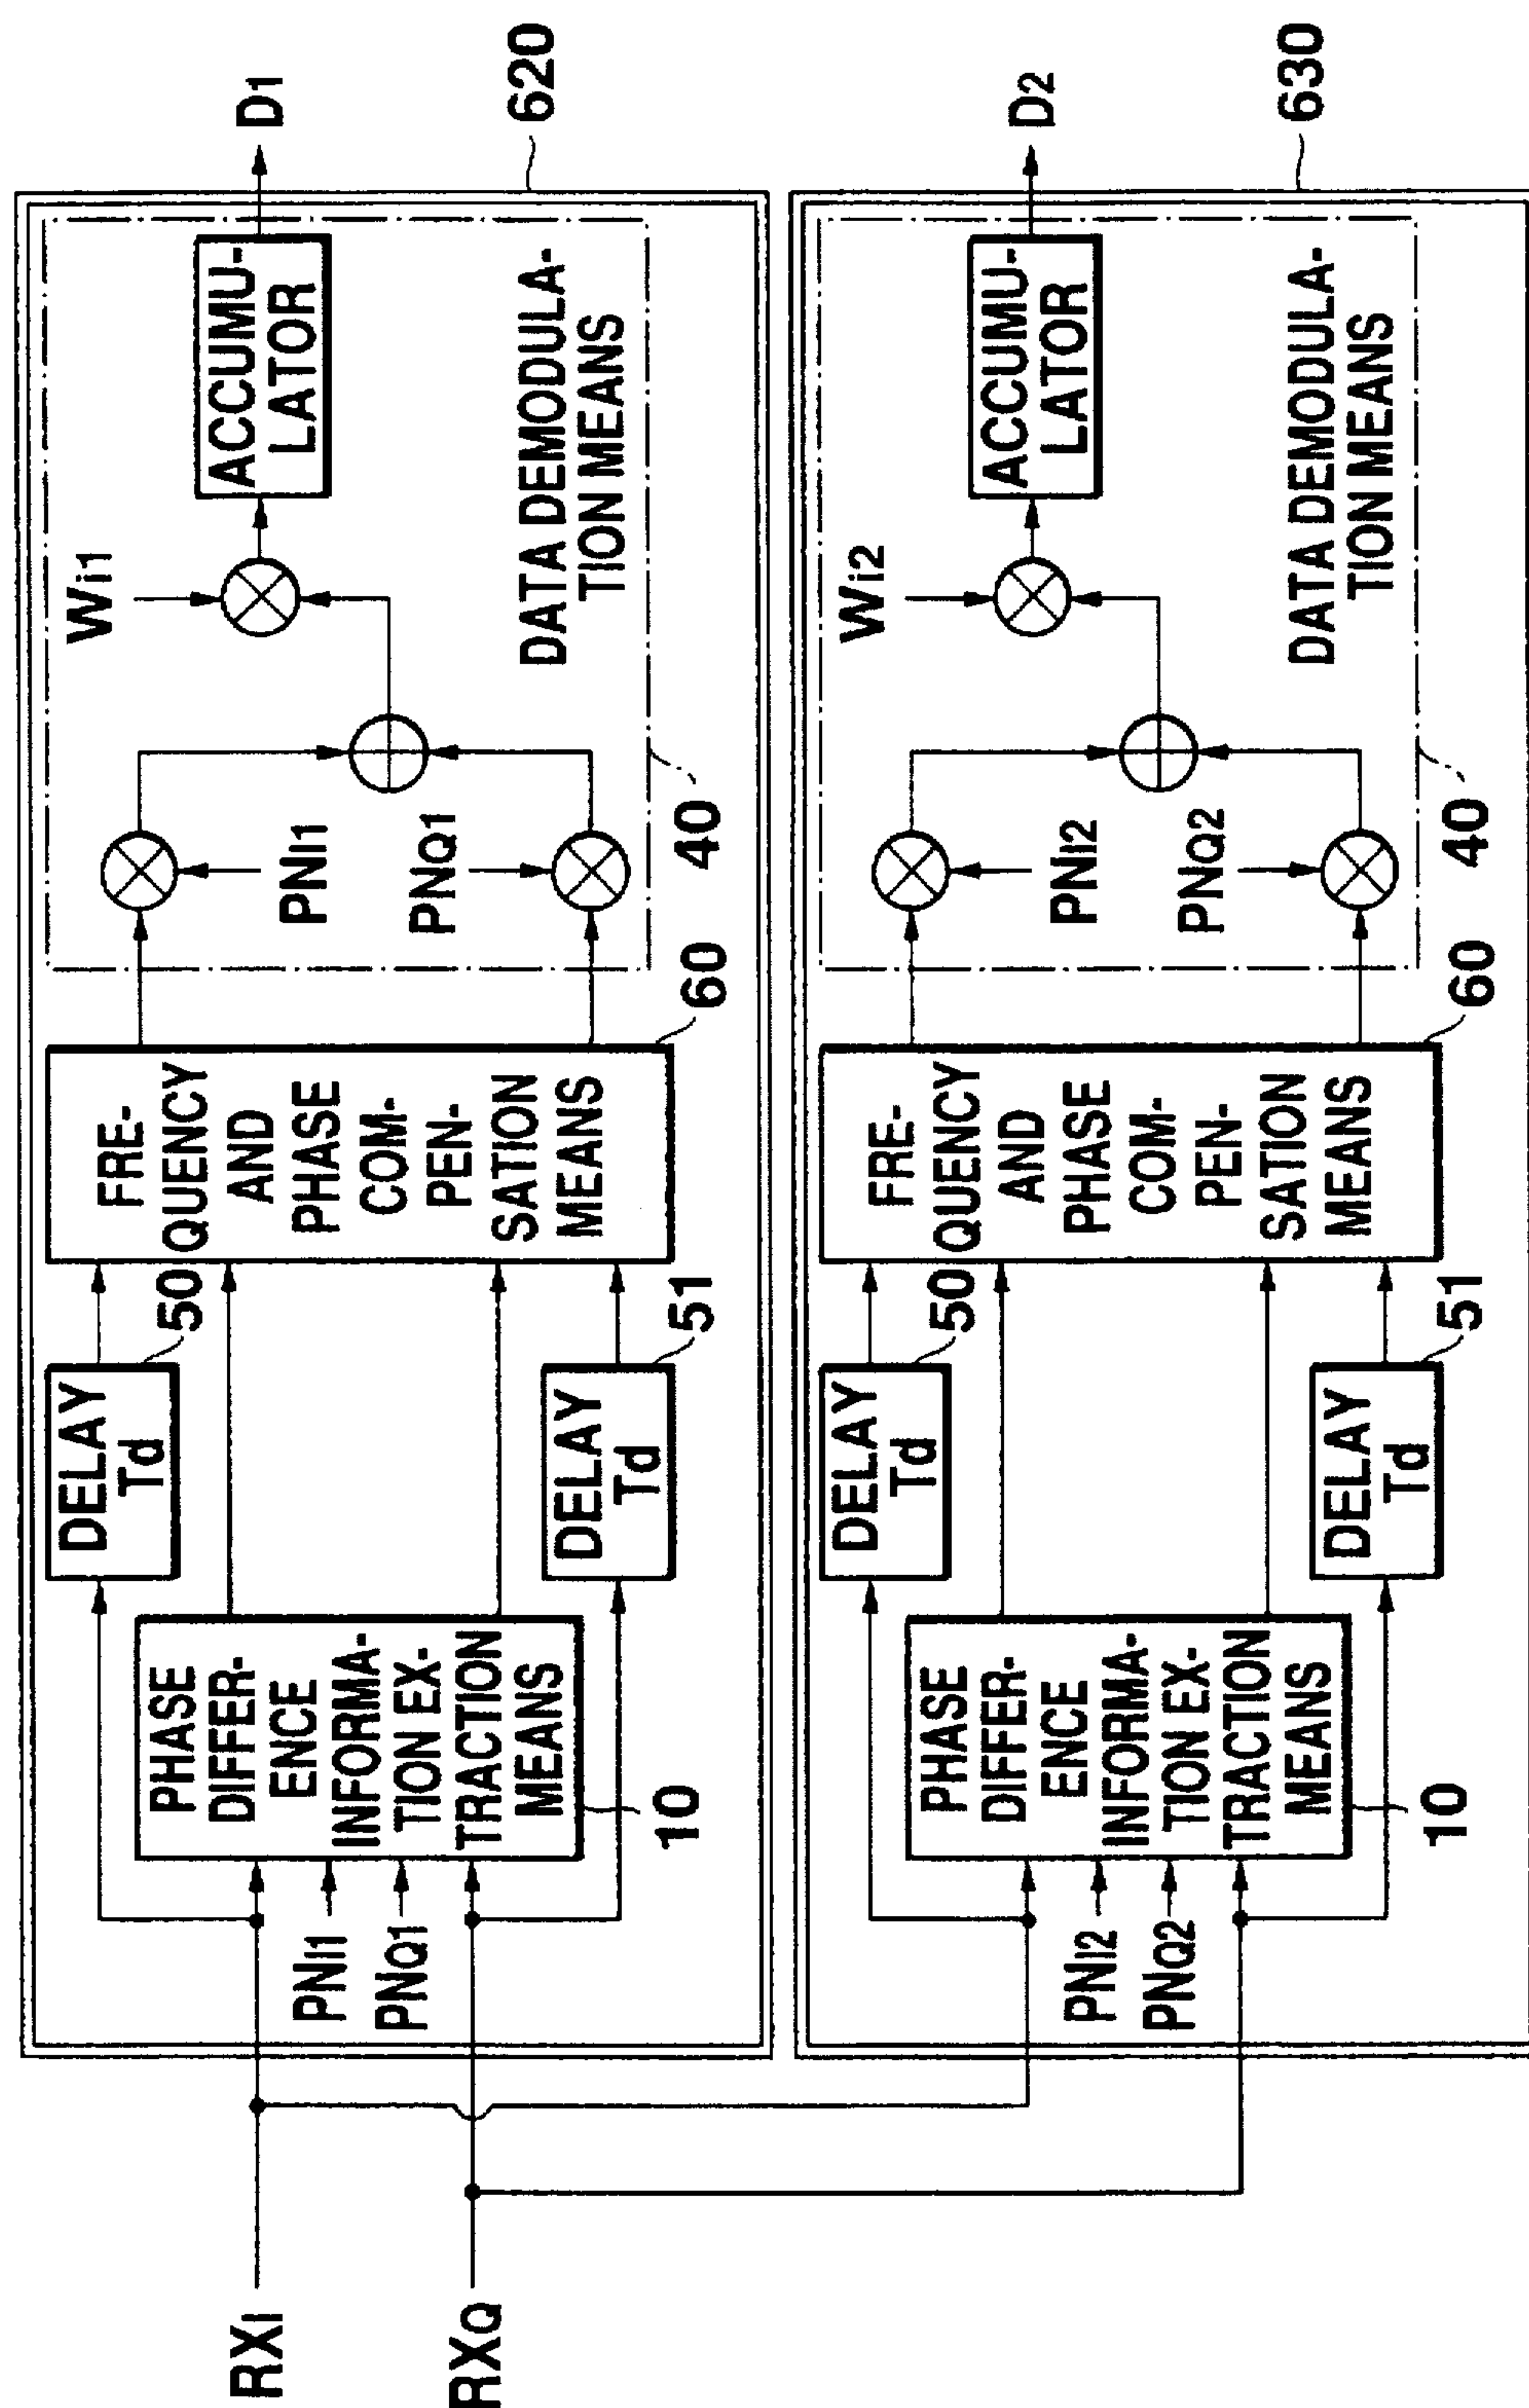 RXI
RXQ
620
PNI1
PNQ1
PHASE
DIFFER-
ENCE
INFORMA-
TION EX-
TRACTION
MEANS
10
DELAY
Td
50
DELAY
Td
51
FRE-
QUENCY
AND
PHASE
COM-
PEN-
SATION
MEANS
60
PNI1
PNQ1
Wi1
ACCUMU-
LATOR
DATA DEMODULA-
TION MEANS
40
D1
630
PNI2
PNQ2
PHASE
DIFFER-
ENCE
INFORMA-
TION EX-
TRACTION
MEANS
10
DELAY
Td
50
DELAY
Td
51
FRE-
QUENCY
AND
PHASE
COM-
PEN-
SATION
MEANS
60
PNI2
PNQ2
Wi2
ACCUMU-
LATOR
DATA DEMODULA-
TION MEANS
40
D2